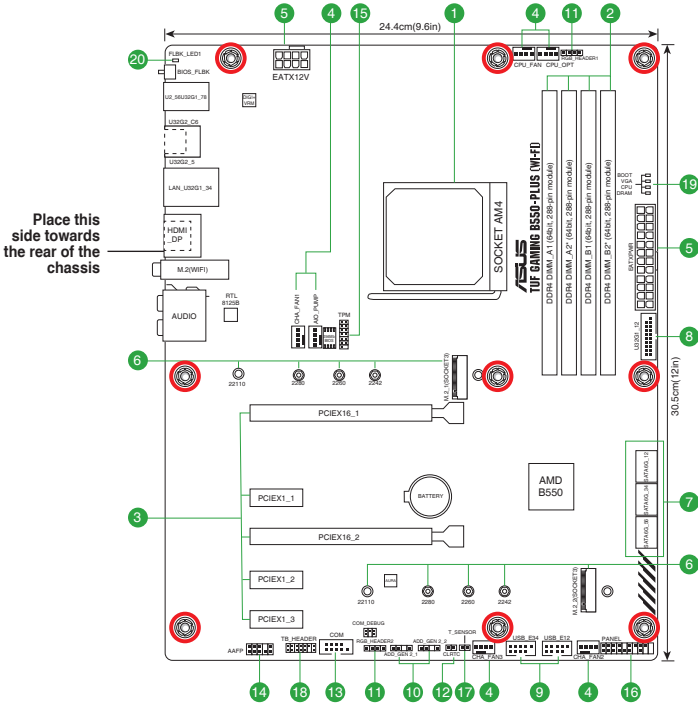 5
4
15
1
4
11
2
24.4cm(9.6in)
20
FLBK_LED1
BIOS_FLBK
EATX12V
CPU_FAN
CPU_OPT
RGB_HEADER1
U2_56U32G1_78
DIGI+
VRM
U32G2_C6
U32G2_5
LAN_U32G1_34
HDMI
_DP
M.2(WIFI)
AUDIO
RTL
8125B
Place this
side towards
the rear of the
chassis
SOCKET AM4
ASUS
TUF GAMING B550-PLUS (WI-FI)
DDR4 DIMM_A1 (64bit, 288-pin module)
DDR4 DIMM_A2* (64bit, 288-pin module)
DDR4 DIMM_B1 (64bit, 288-pin module)
DDR4 DIMM_B2* (64bit, 288-pin module)
BOOT
VGA
CPU
DRAM
19
EATXPWR
5
U32G1_12
8
30.5cm(12in)
CHA_FAN1
AIO_PUMP
TPM
6
22110
2280
2260
2242
M.2_1(SOCKET3)
PCIEX16_1
PCIEX1_1
3
PCIEX16_2
PCIEX1_2
PCIEX1_3
BATTERY
AMD
B550
SATA6G_12
SATA6G_34
SATA6G_56
7
6
AURA
22110
2280
2260
2242
M.2_2(SOCKET3)
AAFP
TB_HEADER
COM
COM_DEBUG
RGB_HEADER2
ADD_GEN 2_1
ADD_GEN 2_2
CLRTC
T_SENSOR
CHA_FAN3
USB_E34
USB_E12
CHA_FAN2
PANEL
14
18
13
11
10
12
17
4
9
4
16